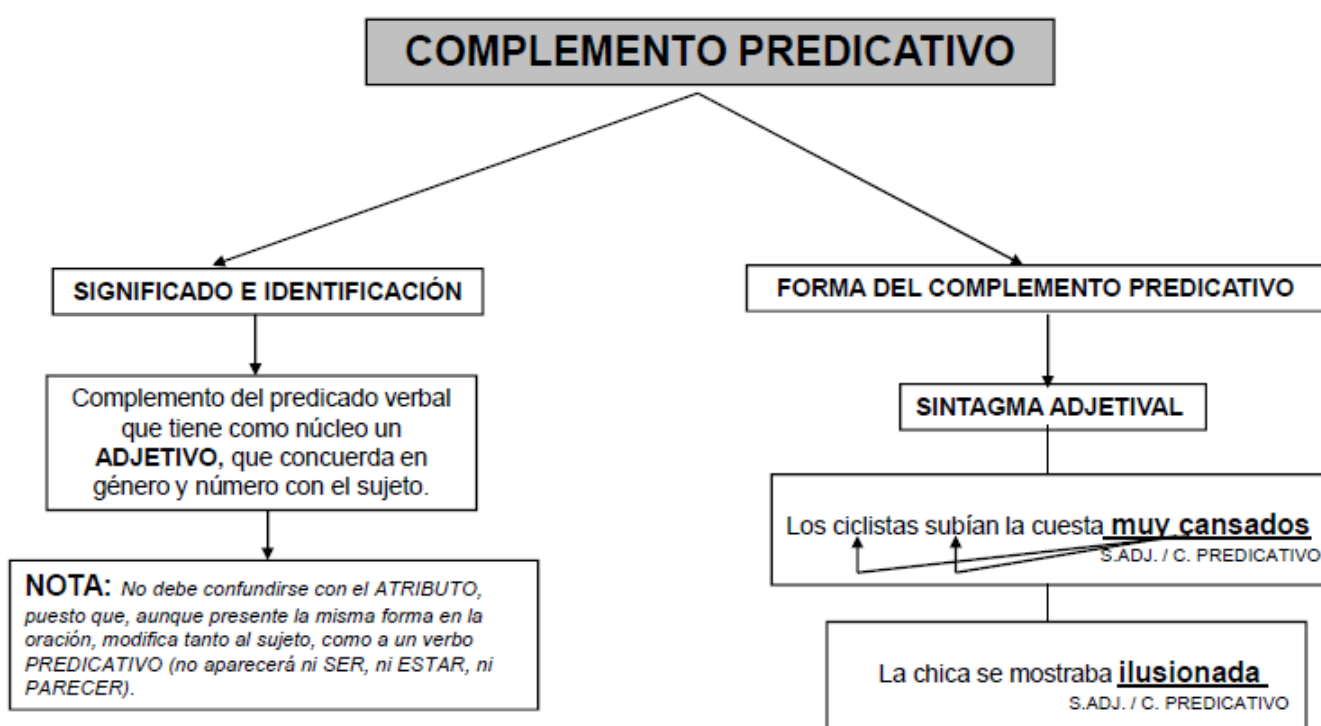 COMPLEMENTO PREDICATIVO
SIGNIFICADO E IDENTIFICACIÓN
Complemento del predicado verbal
que tiene como núcleo un
ADJETIVO, que concuerda en
género y número con el sujeto.
NOTA: No debe confundirse con el ATRIBUTO,
puesto que, aunque presente la misma forma en la
oración, modifica tanto al sujeto, como a un verbo
PREDICATIVO (no aparecerá ni SER, ni ESTAR, ni
PARECER).
FORMA DEL COMPLEMENTO PREDICATIVO
SINTAGMA ADJETIVAL
Los ciclistas subían la cuesta muy cansados
S.ADJ. / C. PREDICATIVO
La chica se mostraba ilusionada
S.ADJ. / C. PREDICATIVO